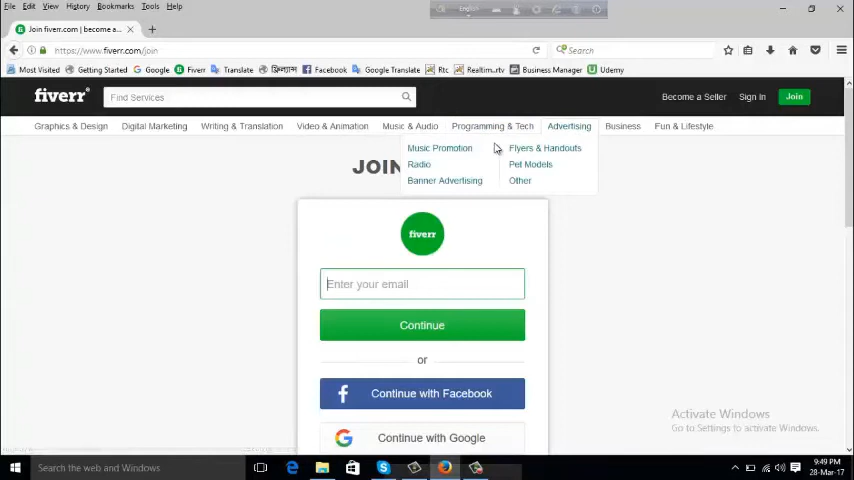 File Edit View History Bookmarks Tools Help
English
Join fiverr.com | become a...
https://www.fiverr.com/join
Search
Most Visited Getting Started Google Fiverr Translate ফ্রিল্যান্স Facebook Google Translate Rtc Realtim..rtv Business Manager Udemy
fiverr® Find Services Become a Seller Sign In Join
Graphics & Design Digital Marketing Writing & Translation Video & Animation Music & Audio Programming & Tech Advertising Business Fun & Lifestyle
Music Promotion Flyers & Handouts
Radio Pet Models
Banner Advertising Other
JOIN
fiverr
Enter your email
Continue
or
f Continue with Facebook
G Continue with Google
Activate Windows
Go to Settings to activate Windows.
Search the web and Windows
9:49 PM
28-Mar-17